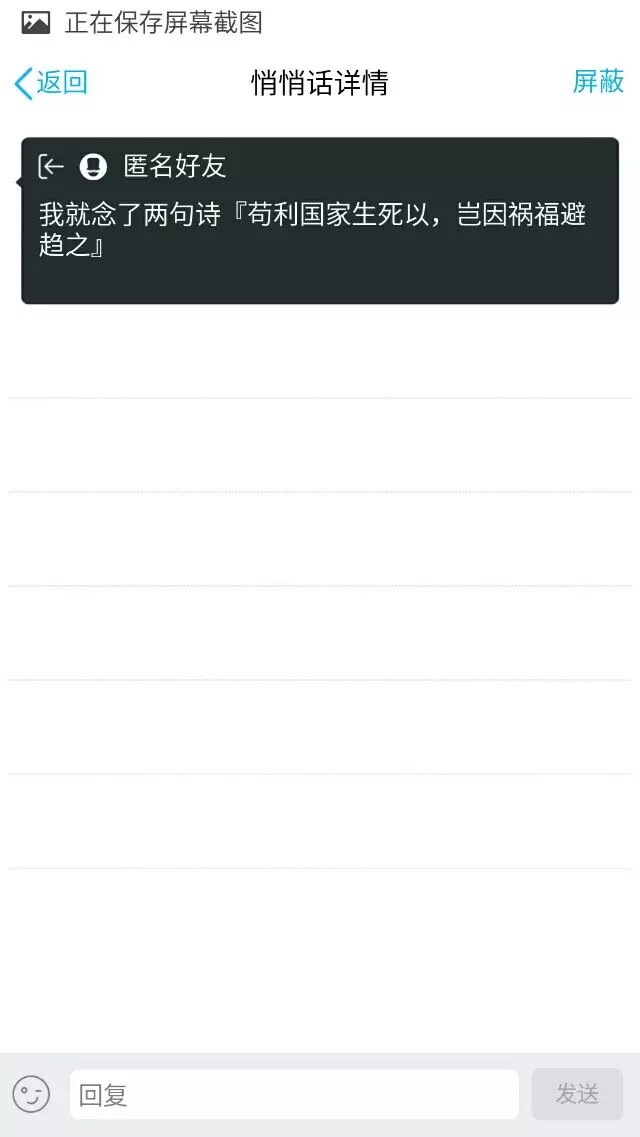 正在保存屏幕截图
返回
悄悄话详情
屏蔽
匿名好友
我就念了两句诗『苟利国家生死以，岂因祸福避
趋之』
回复
发送